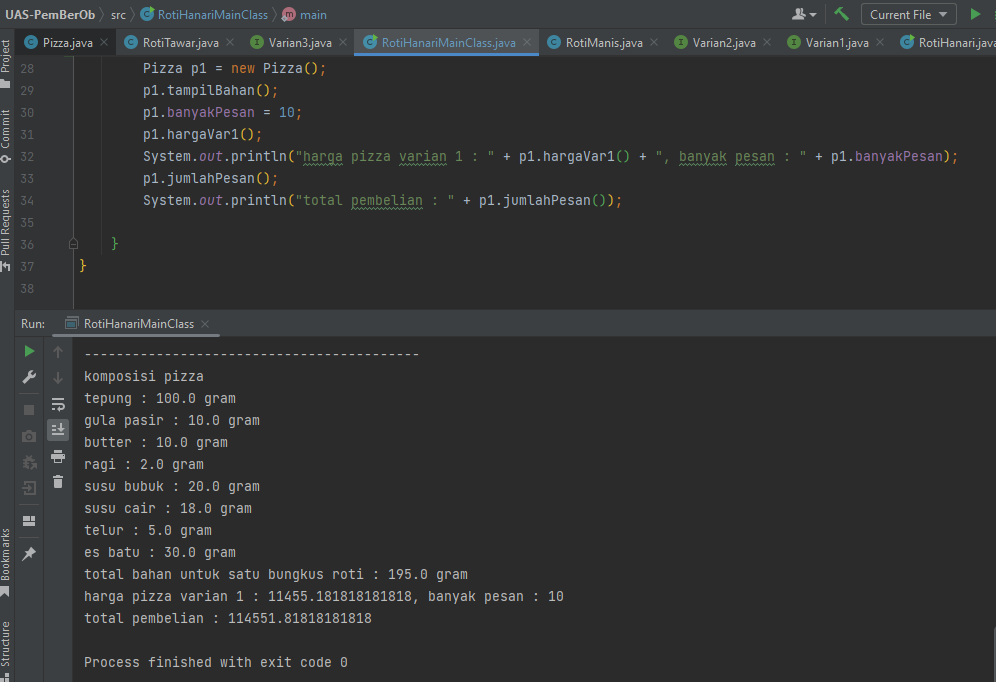 UAS-PemBerOb src RotiHanariMainClass main Current File
Pizza.java RotiTawar.java Varian3.java RotiHanariMainClass.java RotiManis.java Varian2.java Varian1.java RotiHanari.java
Project
Commit
Pull Requests
28 Pizza p1 = new Pizza();
29 p1.tampilBahan();
30 p1.banyakPesan = 10;
31 p1.hargaVar1();
32 System.out.println("harga pizza varian 1 : " + p1.hargaVar1() + ", banyak pesan : " + p1.banyakPesan);
33 p1.jumlahPesan();
34 System.out.println("total pembelian : " + p1.jumlahPesan());
35
36 }
37 }
38
Run: RotiHanariMainClass
------------------------------------------
komposisi pizza
tepung : 100.0 gram
gula pasir : 10.0 gram
butter : 10.0 gram
ragi : 2.0 gram
susu bubuk : 20.0 gram
susu cair : 18.0 gram
telur : 5.0 gram
es batu : 30.0 gram
total bahan untuk satu bungkus roti : 195.0 gram
harga pizza varian 1 : 11455.181818181818, banyak pesan : 10
total pembelian : 114551.81818181818
Process finished with exit code 0
Bookmarks
Structure